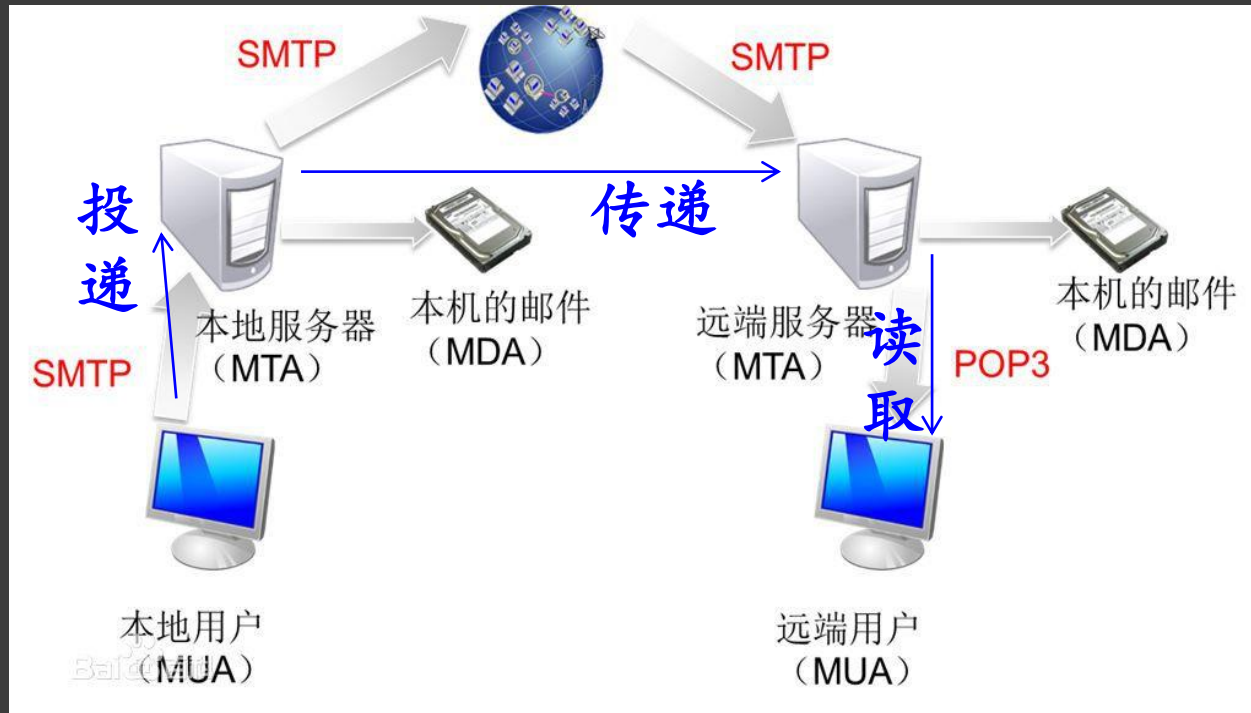 SMTP
SMTP
投递
传递
本地服务器
（MTA）
本机的邮件
（MDA）
远端服务器
（MTA）
本机的邮件
（MDA）
SMTP
读取
POP3
本地用户
（MUA）
远端用户
（MUA）